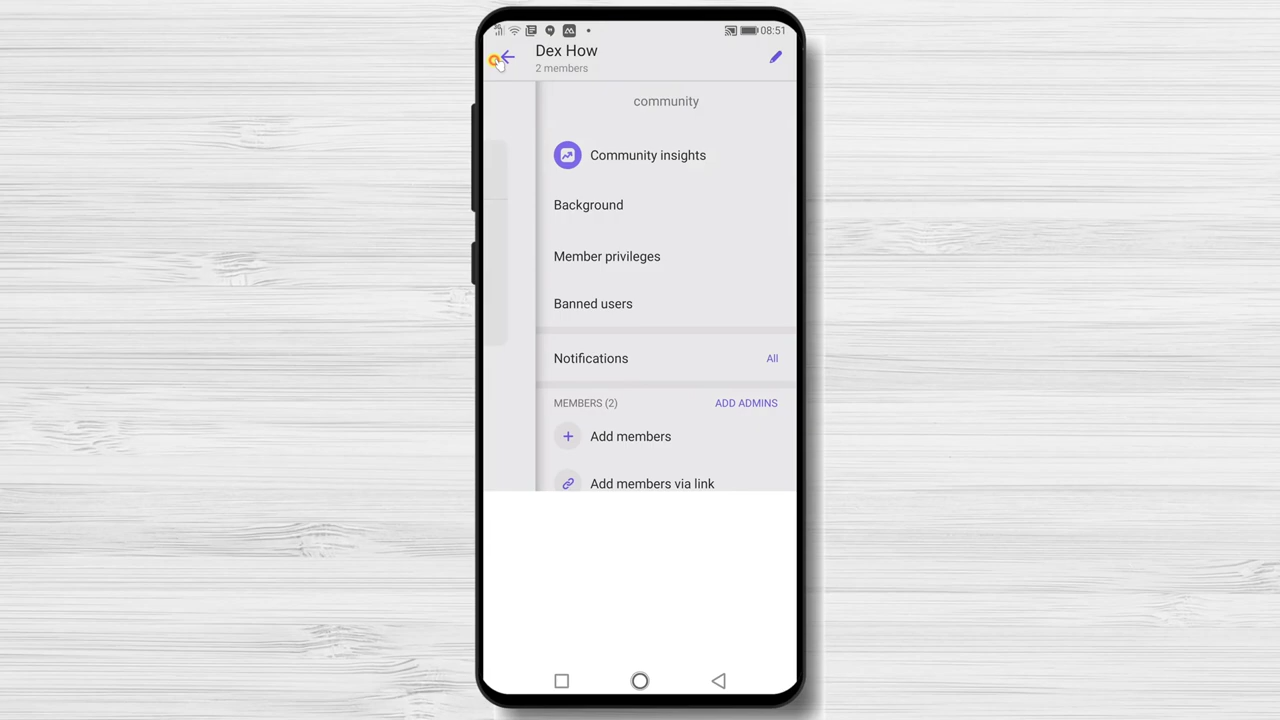 08:51
Dex How
2 members
community
Community insights
Background
Member privileges
Banned users
Notifications
All
MEMBERS (2)
ADD ADMINS
Add members
Add members via link